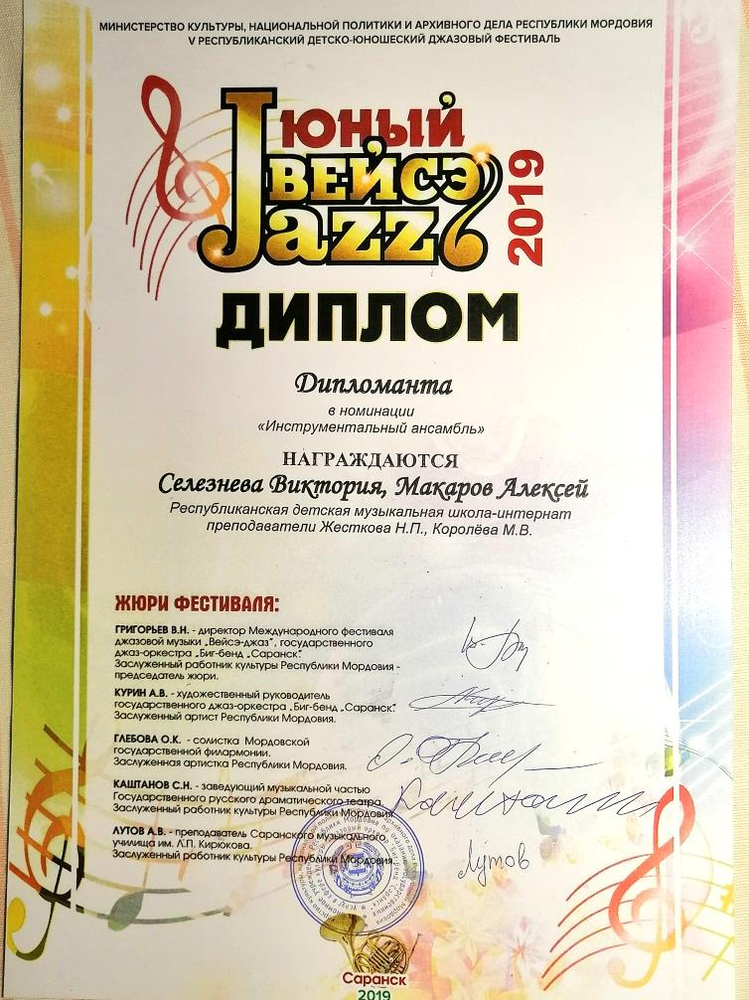 МИНИСТЕРСТВО КУЛЬТУРЫ, НАЦИОНАЛЬНОЙ ПОЛИТИКИ И АРХИВНОГО ДЕЛА РЕСПУБЛИКИ МОРДОВИЯ
V РЕСПУБЛИКАНСКИЙ ДЕТСКО-ЮНОШЕСКИЙ ДЖАЗОВЫЙ ФЕСТИВАЛЬ
ЮНЫЙ
ВЕЙСЭ
Jazz
2019
ДИПЛОМ
Дипломанта
в номинации
«Инструментальный ансамбль»
НАГРАЖДАЮТСЯ
Селезнева Виктория, Макаров Алексей
Республиканская детская музыкальная школа-интернат
преподаватели Жесткова Н.П., Королёва М.В.
ЖЮРИ ФЕСТИВАЛЯ:
ГРИГОРЬЕВ В.Н. - директор Международного фестиваля
джазовой музыки „Вейсэ-джаз", государственного
джаз-оркестра „Биг-бенд „Саранск".
Заслуженный работник культуры Республики Мордовия -
председатель жюри.
КУРИН А.В. - художественный руководитель
государственного джаз-оркестра „Биг-бенд „Саранск".
Заслуженный артист Республики Мордовия.
ГЛЕБОВА О.К. - солистка Мордовской
государственной филармонии.
Заслуженная артистка Республики Мордовия.
КАШТАНОВ С.Н. - заведующий музыкальной частью
Государственного русского драматического театра.
Заслуженный работник культуры Республики Мордовия.
ЛУТОВ А.В. - преподаватель Саранского музыкального
училища им. Л.П. Кирюкова.
Заслуженный работник культуры Республики Мордовия.
Лутов
Саранск
2019